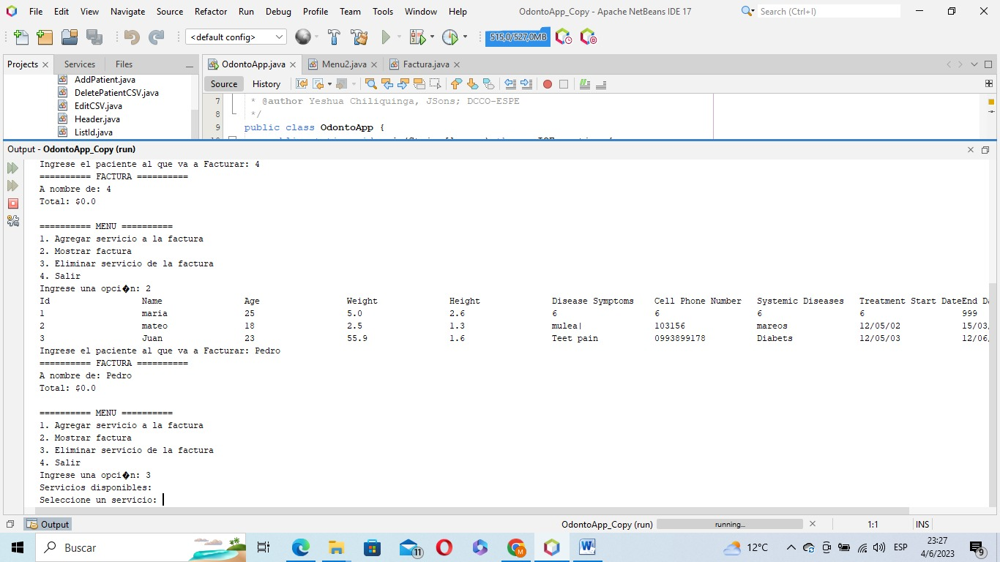 File Edit View Navigate Source Refactor Run Debug Profile Team Tools Window Help OdontoApp_Copy - Apache NetBeans IDE 17 Search (Ctrl+I)
<default config> 515,0/527,0MB
Projects Services Files OdontoApp.java Menu2.java Factura.java
AddPatient.java
DeletePatientCSV.java
EditCSV.java
Header.java
ListId.java
Source History
7 * @author Yeshua Chiliquinga, JSons; DCCO-ESPE
8 */
9 public class OdontoApp {
Output - OdontoApp_Copy (run)
Ingrese el paciente al que va a Facturar: 4
========== FACTURA ==========
A nombre de: 4
Total: $0.0
========== MENU ==========
1. Agregar servicio a la factura
2. Mostrar factura
3. Eliminar servicio de la factura
4. Salir
Ingrese una opci�n: 2
Id Name Age Weight Height Disease Symptoms Cell Phone Number Systemic Diseases Treatment Start DateEnd Da
1 maria 25 5.0 2.6 6 6 6 6 999
2 mateo 18 2.5 1.3 mulea| 103156 mareos 12/05/02 15/03/
3 Juan 23 55.9 1.6 Teet pain 0993899178 Diabets 12/05/03 12/06/
Ingrese el paciente al que va a Facturar: Pedro
========== FACTURA ==========
A nombre de: Pedro
Total: $0.0
========== MENU ==========
1. Agregar servicio a la factura
2. Mostrar factura
3. Eliminar servicio de la factura
4. Salir
Ingrese una opci�n: 3
Servicios disponibles:
Seleccione un servicio:
Output OdontoApp_Copy (run) running... 1:1 INS
Buscar 11 12°C ESP 23:27
4/6/2023 9